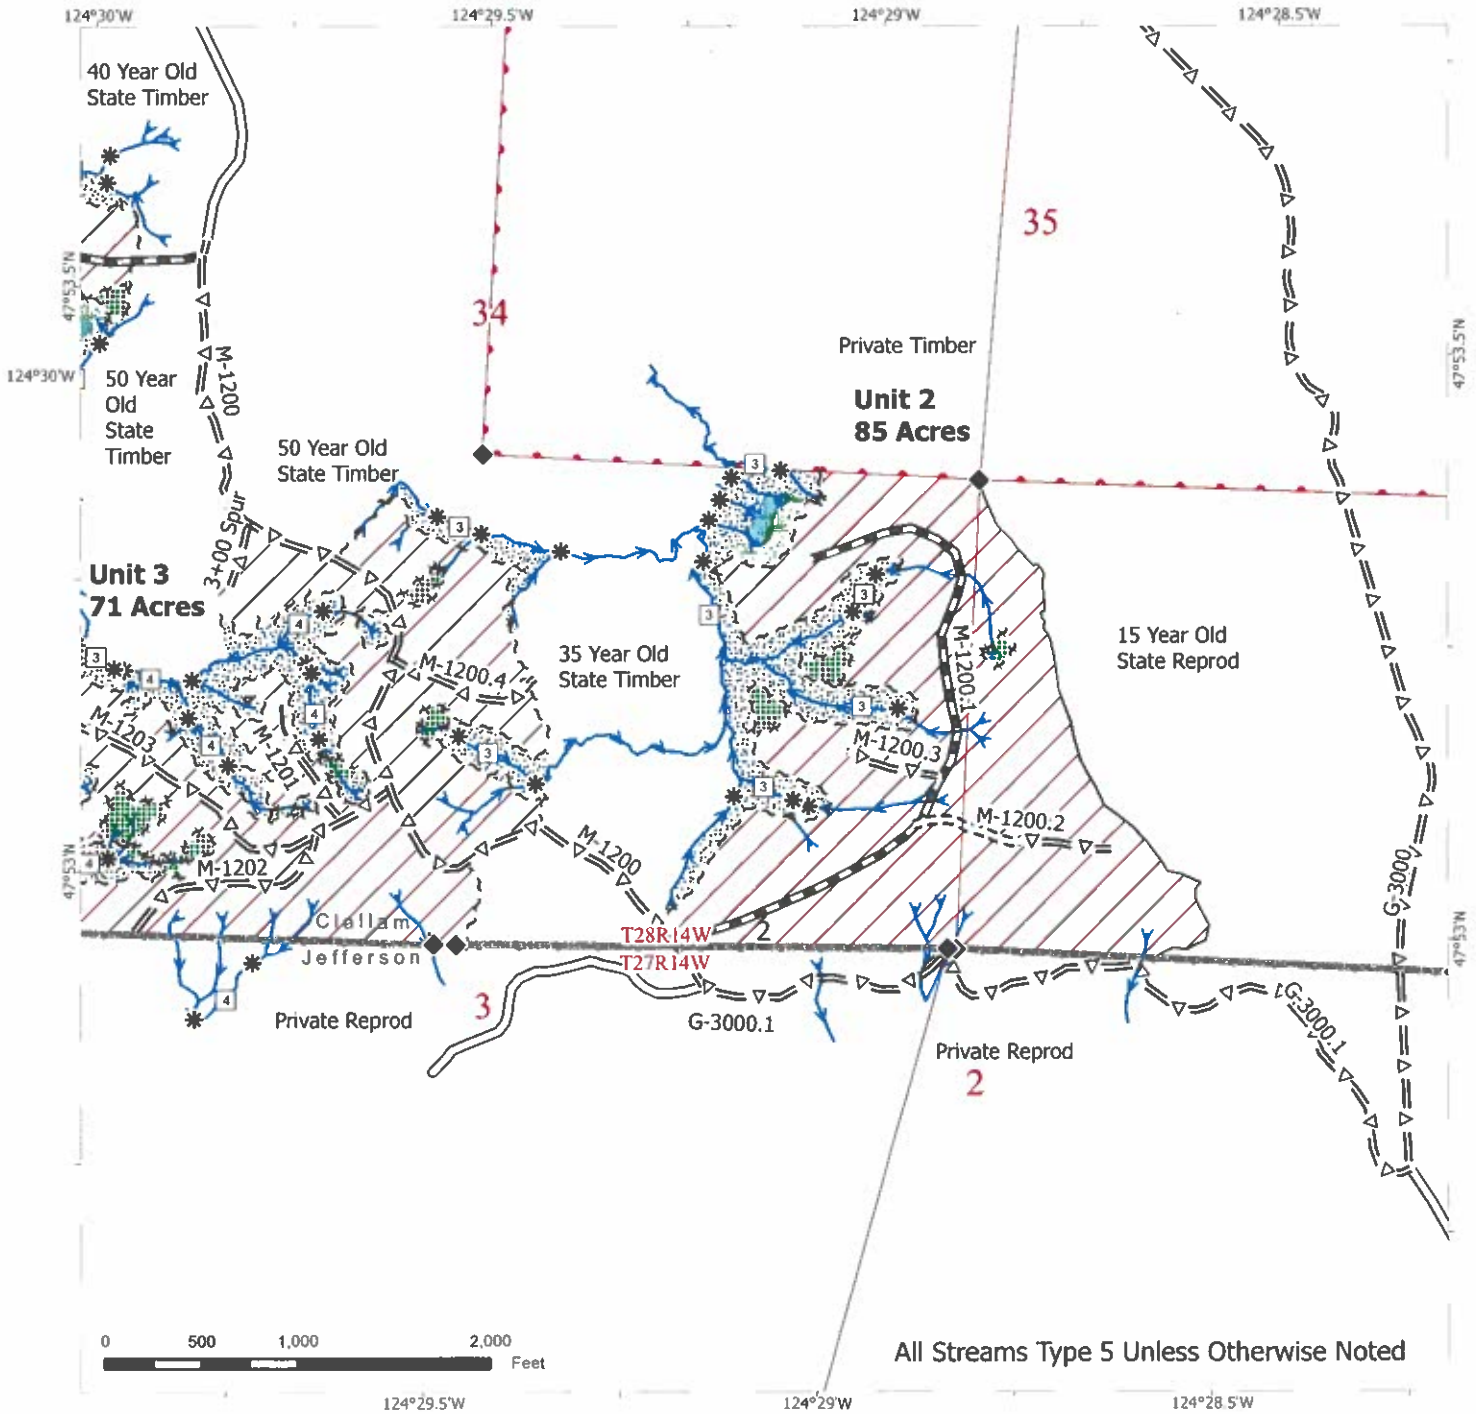 124°30'W
124°29.5'W
124°29'W
124°28.5'W
40 Year Old
State Timber
35
47°53.5'N
34
Private Timber
47°53.5'N
124°30'W
M-1200
50 Year
Old
State
Timber
Unit 2
85 Acres
50 Year Old
State Timber
3
3
3+00 Spur
Unit 3
71 Acres
3
3
4
15 Year Old
State Reprod
35 Year Old
State Timber
M-1200.1
3
4
M-1200.4
3
4
M-1203
4
M-1201
3
M-1200.3
3
M-1200.2
M-1200
4
M-1202
47°53'N
G-3000
Clallam
T28R14W
2
47°53'N
Jefferson
T27R14W
4
3
Private Reprod
G-3000.1
G-3000.1
Private Reprod
2
0
500
1,000
2,000
Feet
All Streams Type 5 Unless Otherwise Noted
124°29.5'W
124°29'W
124°28.5'W